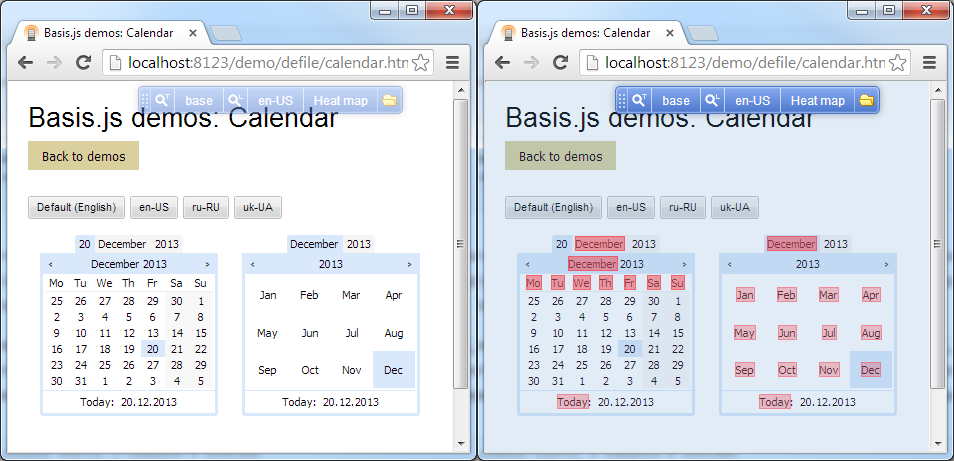 Basis.js demos: Calendar
localhost:8123/demo/defile/calendar.htm
base en-US Heat map
Basis.js demos: Calendar
Back to demos
Default (English) en-US ru-RU uk-UA
20 December 2013
‹ December 2013 ›
Mo Tu We Th Fr Sa Su
25 26 27 28 29 30 1
2 3 4 5 6 7 8
9 10 11 12 13 14 15
16 17 18 19 20 21 22
23 24 25 26 27 28 29
30 31 1 2 3 4 5
Today: 20.12.2013
December 2013
‹ 2013 ›
Jan Feb Mar Apr
May Jun Jul Aug
Sep Oct Nov Dec
Today: 20.12.2013
Basis.js demos: Calendar
localhost:8123/demo/defile/calendar.htm
base en-US Heat map
Basis.js demos: Calendar
Back to demos
Default (English) en-US ru-RU uk-UA
20 December 2013
‹ December 2013 ›
Mo Tu We Th Fr Sa Su
25 26 27 28 29 30 1
2 3 4 5 6 7 8
9 10 11 12 13 14 15
16 17 18 19 20 21 22
23 24 25 26 27 28 29
30 31 1 2 3 4 5
Today: 20.12.2013
December 2013
‹ 2013 ›
Jan Feb Mar Apr
May Jun Jul Aug
Sep Oct Nov Dec
Today: 20.12.2013